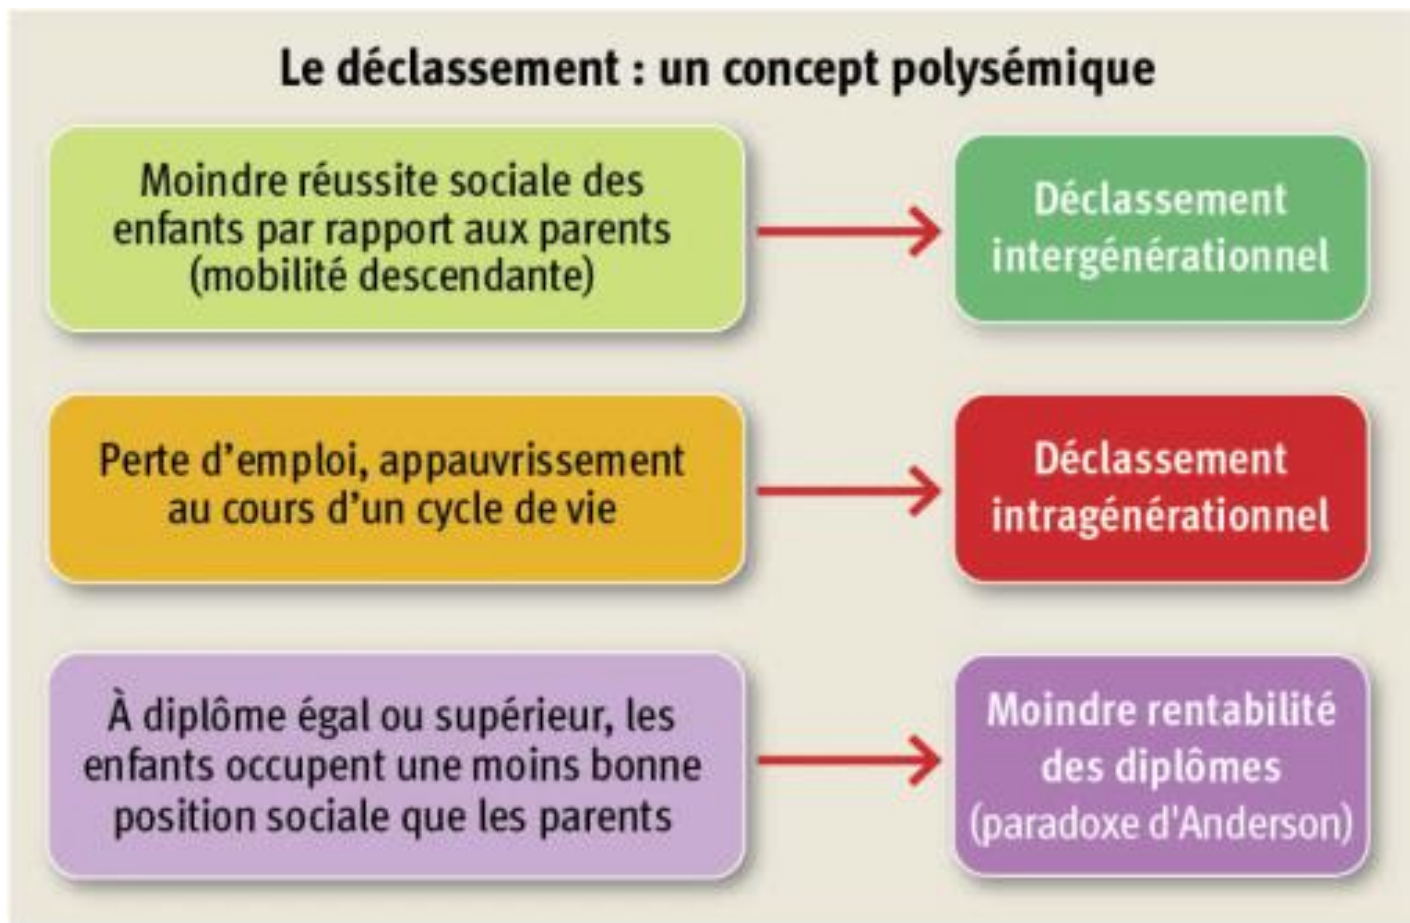 Le déclassement : un concept polysémique
Moindre réussite sociale des
enfants par rapport aux parents
(mobilité descendante)
Déclassement
intergénérationnel
Perte d'emploi, appauvrissement
au cours d'un cycle de vie
Déclassement
intragénérationnel
À diplôme égal ou supérieur, les
enfants occupent une moins bonne
position sociale que les parents
Moindre rentabilité
des diplômes
(paradoxe d'Anderson)